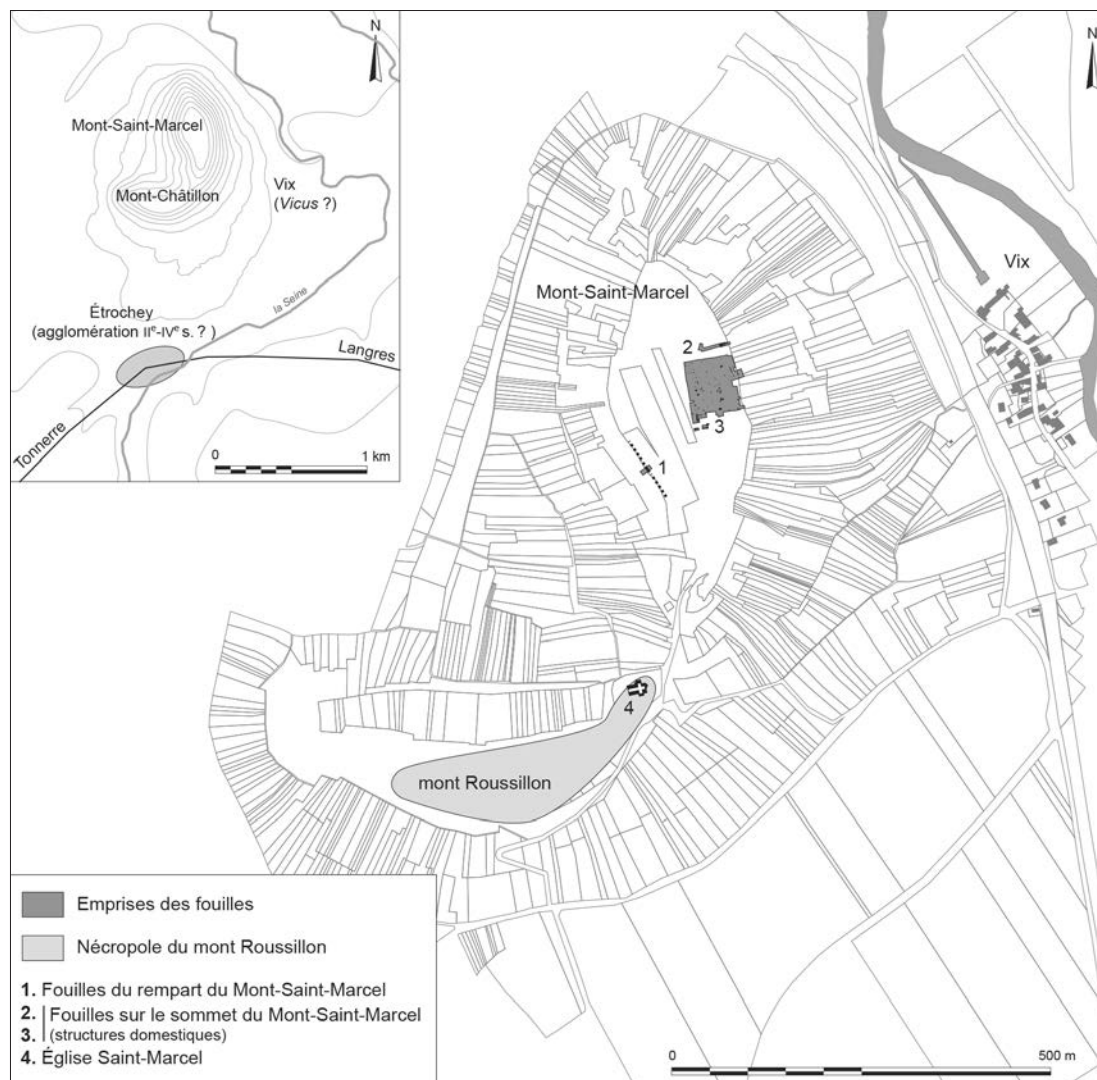 N
Mont-Saint-Marcel
Mont-Châtillon
Vix
(Vicus ?)
la Seine
Étrochey
(agglomération IIe-IVe s. ? )
Langres
Tonnerre
0
1 km
N
Vix
Mont-Saint-Marcel
2
3
1
4
mont Roussillon
Emprises des fouilles
Nécropole du mont Roussillon
1. Fouilles du rempart du Mont-Saint-Marcel
2. Fouilles sur le sommet du Mont-Saint-Marcel
3. (structures domestiques)
4. Église Saint-Marcel
0
500 m